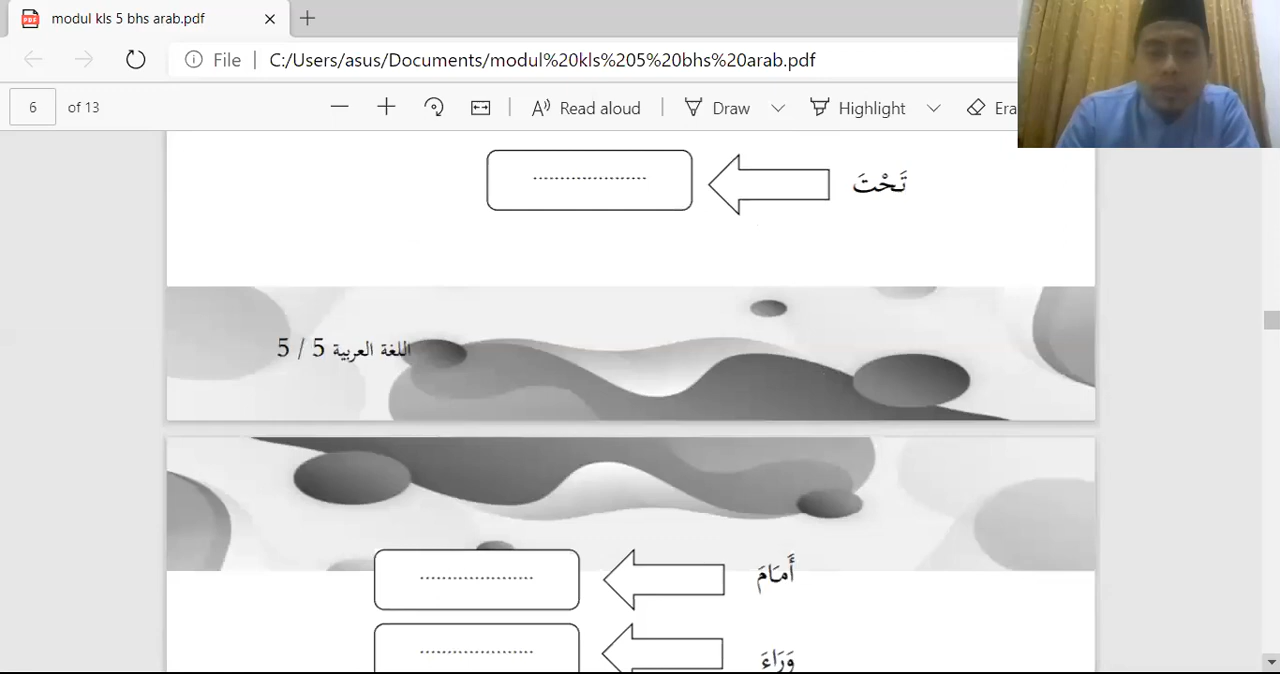 modul kls 5 bhs arab.pdf
File | C:/Users/asus/Documents/modul%20kls%205%20bhs%20arab.pdf
6 of 13 Read aloud Draw Highlight Era
تَحْتَ ....................
اللغة العربية 5 / 5
أَمَامَ ....................
وَرَاءَ ....................